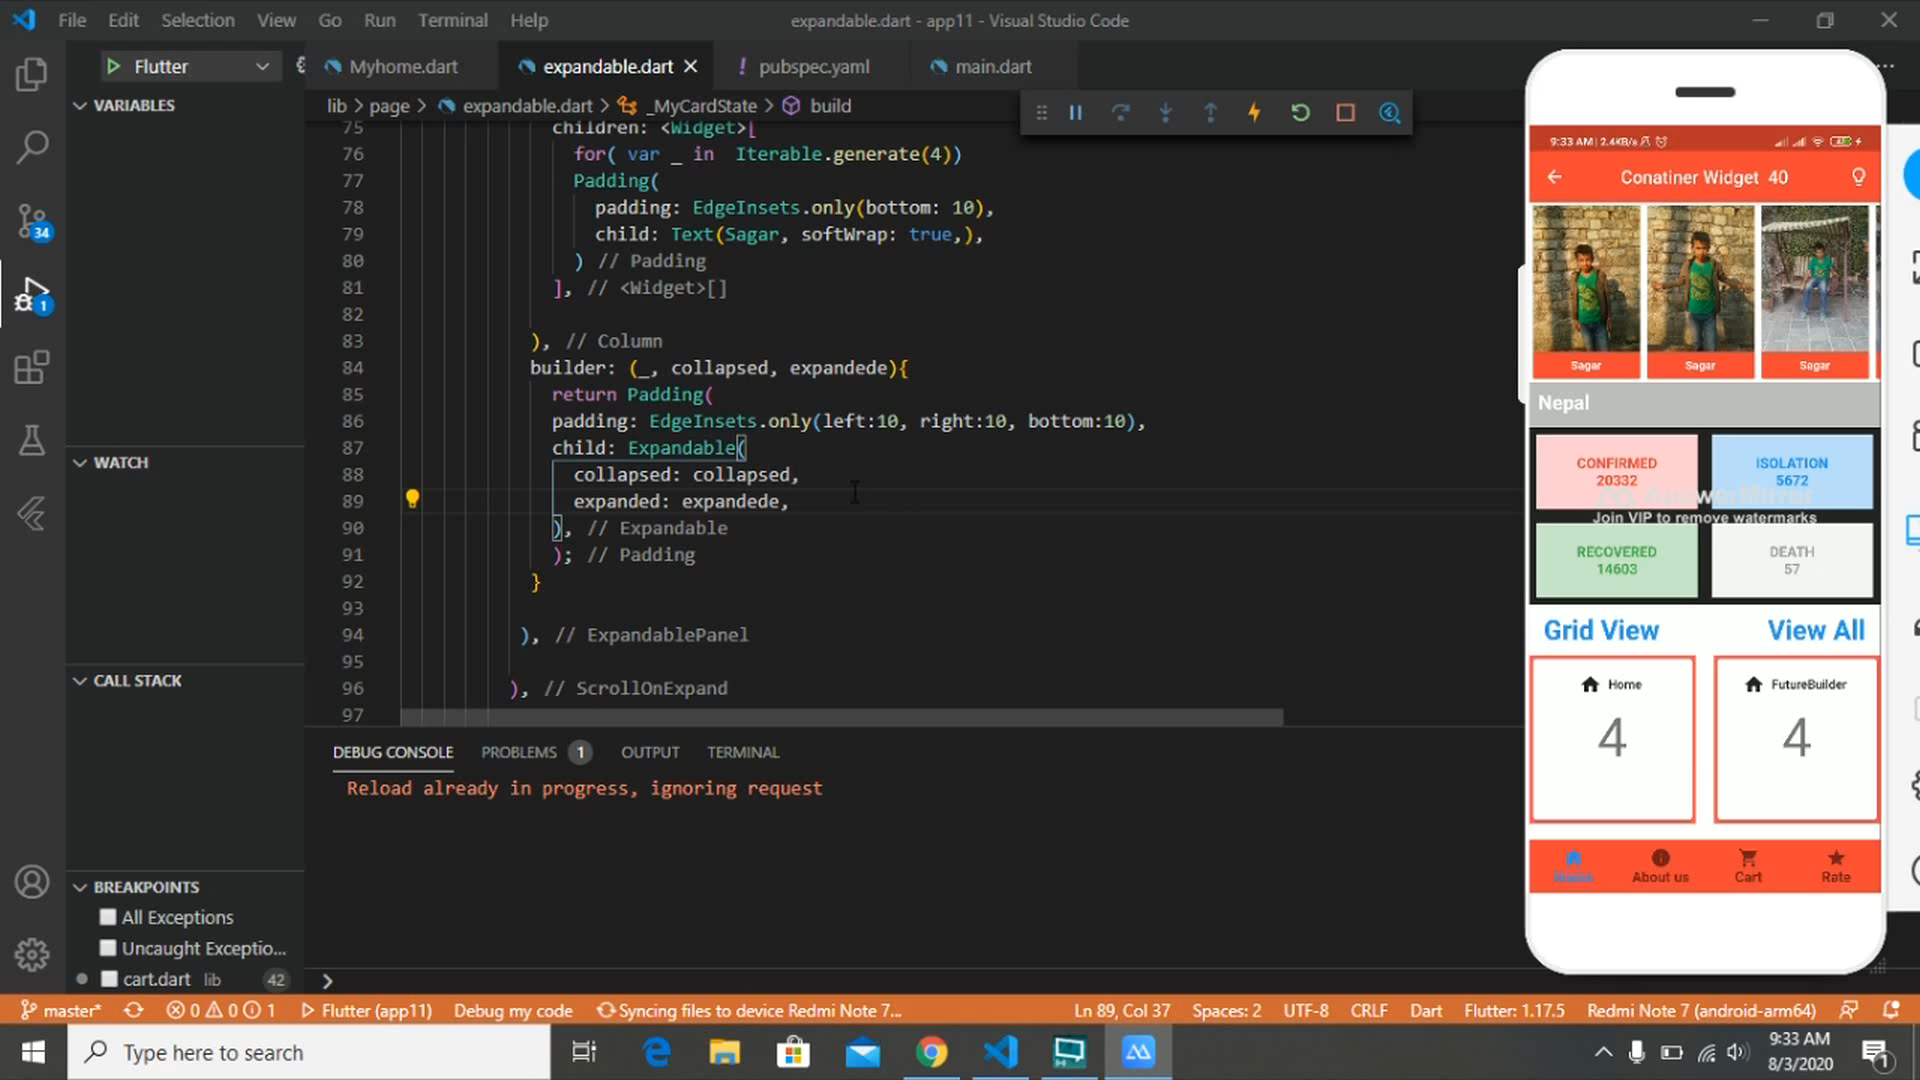 File Edit Selection View Go Run Terminal Help
expandable.dart - app11 - Visual Studio Code
Flutter
Myhome.dart
expandable.dart
! pubspec.yaml
main.dart
lib > page > expandable.dart > _MyCardState > build
VARIABLES
WATCH
CALL STACK
BREAKPOINTS
All Exceptions
Uncaught Exceptio...
cart.dart lib 42
34
1
75 children: <Widget>[
76 for( var _ in Iterable.generate(4))
77 Padding(
78 padding: EdgeInsets.only(bottom: 10),
79 child: Text(Sagar, softWrap: true,),
80 ) // Padding
81 ], // <Widget>[]
82
83 ), // Column
84 builder: (_, collapsed, expandede){
85 return Padding(
86 padding: EdgeInsets.only(left:10, right:10, bottom:10),
87 child: Expandable(
88 collapsed: collapsed,
89 expanded: expandede,
90 ), // Expandable
91 ); // Padding
92 }
93
94 ), // ExpandablePanel
95
96 ), // ScrollOnExpand
97
DEBUG CONSOLE PROBLEMS 1 OUTPUT TERMINAL
Reload already in progress, ignoring request
>
9:33 AM | 2.4KB/s
Conatiner Widget 40
Sagar Sagar Sagar
Nepal
CONFIRMED
20332
ISOLATION
5672
ApowerMirror
Join VIP to remove watermarks
RECOVERED
14603
DEATH
57
Grid View View All
Home
4
FutureBuilder
4
Home About us Cart Rate
master* 0 0 1 Flutter (app11) Debug my code Syncing files to device Redmi Note 7... Ln 89, Col 37 Spaces: 2 UTF-8 CRLF Dart Flutter: 1.17.5 Redmi Note 7 (android-arm64)
Type here to search
9:33 AM
8/3/2020
1